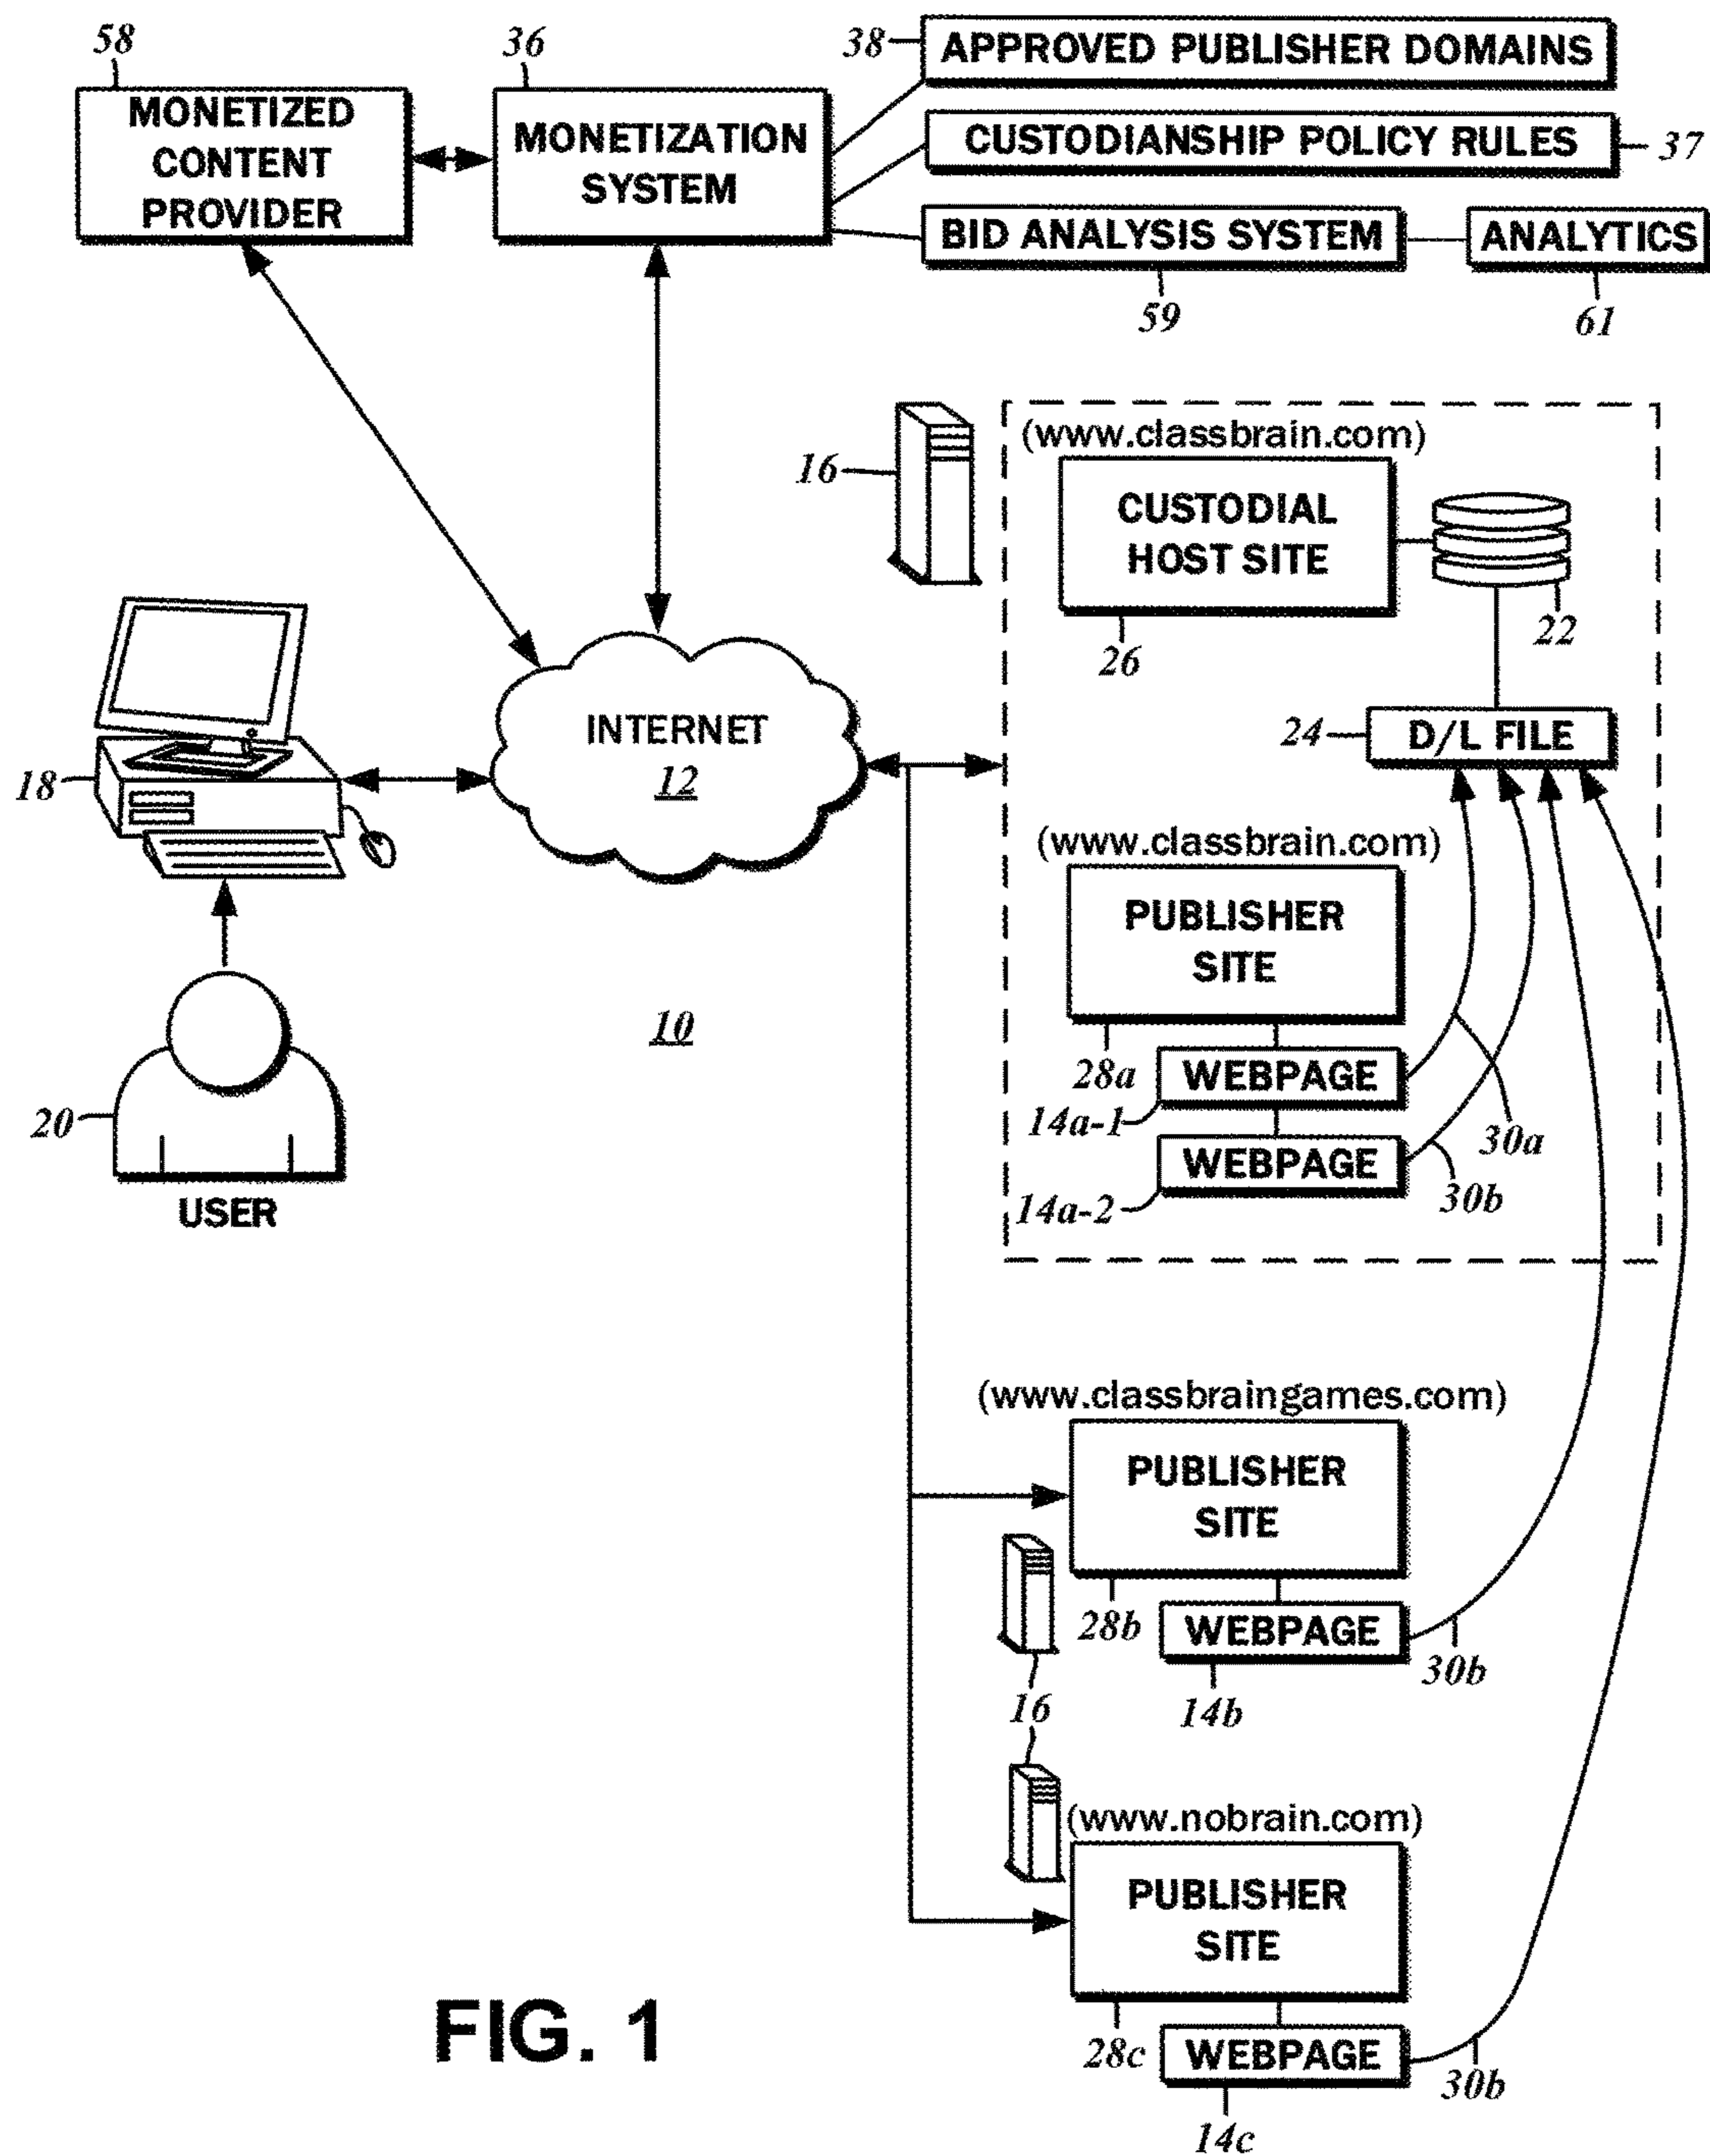 58
36
38
APPROVED PUBLISHER DOMAINS
MONETIZED
CONTENT
PROVIDER
MONETIZATION
SYSTEM
CUSTODIANSHIP POLICY RULES
37
BID ANALYSIS SYSTEM
ANALYTICS
59
61
(www.classbrain.com)
16
CUSTODIAL
HOST SITE
26
22
INTERNET
12
24
D/L FILE
18
(www.classbrain.com)
PUBLISHER
SITE
10
28a
WEBPAGE
14a-1
30a
20
WEBPAGE
14a-2
30b
USER
(www.classbraingames.com)
PUBLISHER
SITE
28b
WEBPAGE
30b
14b
16
(www.nobrain.com)
PUBLISHER
SITE
FIG. 1
28c
WEBPAGE
30b
14c